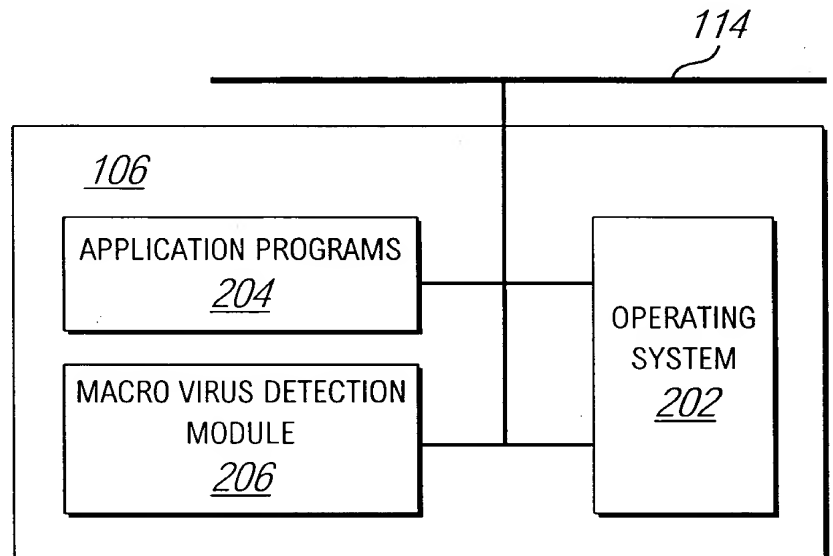 114
106
APPLICATION PROGRAMS
204
MACRO VIRUS DETECTION
MODULE
206
OPERATING
SYSTEM
202